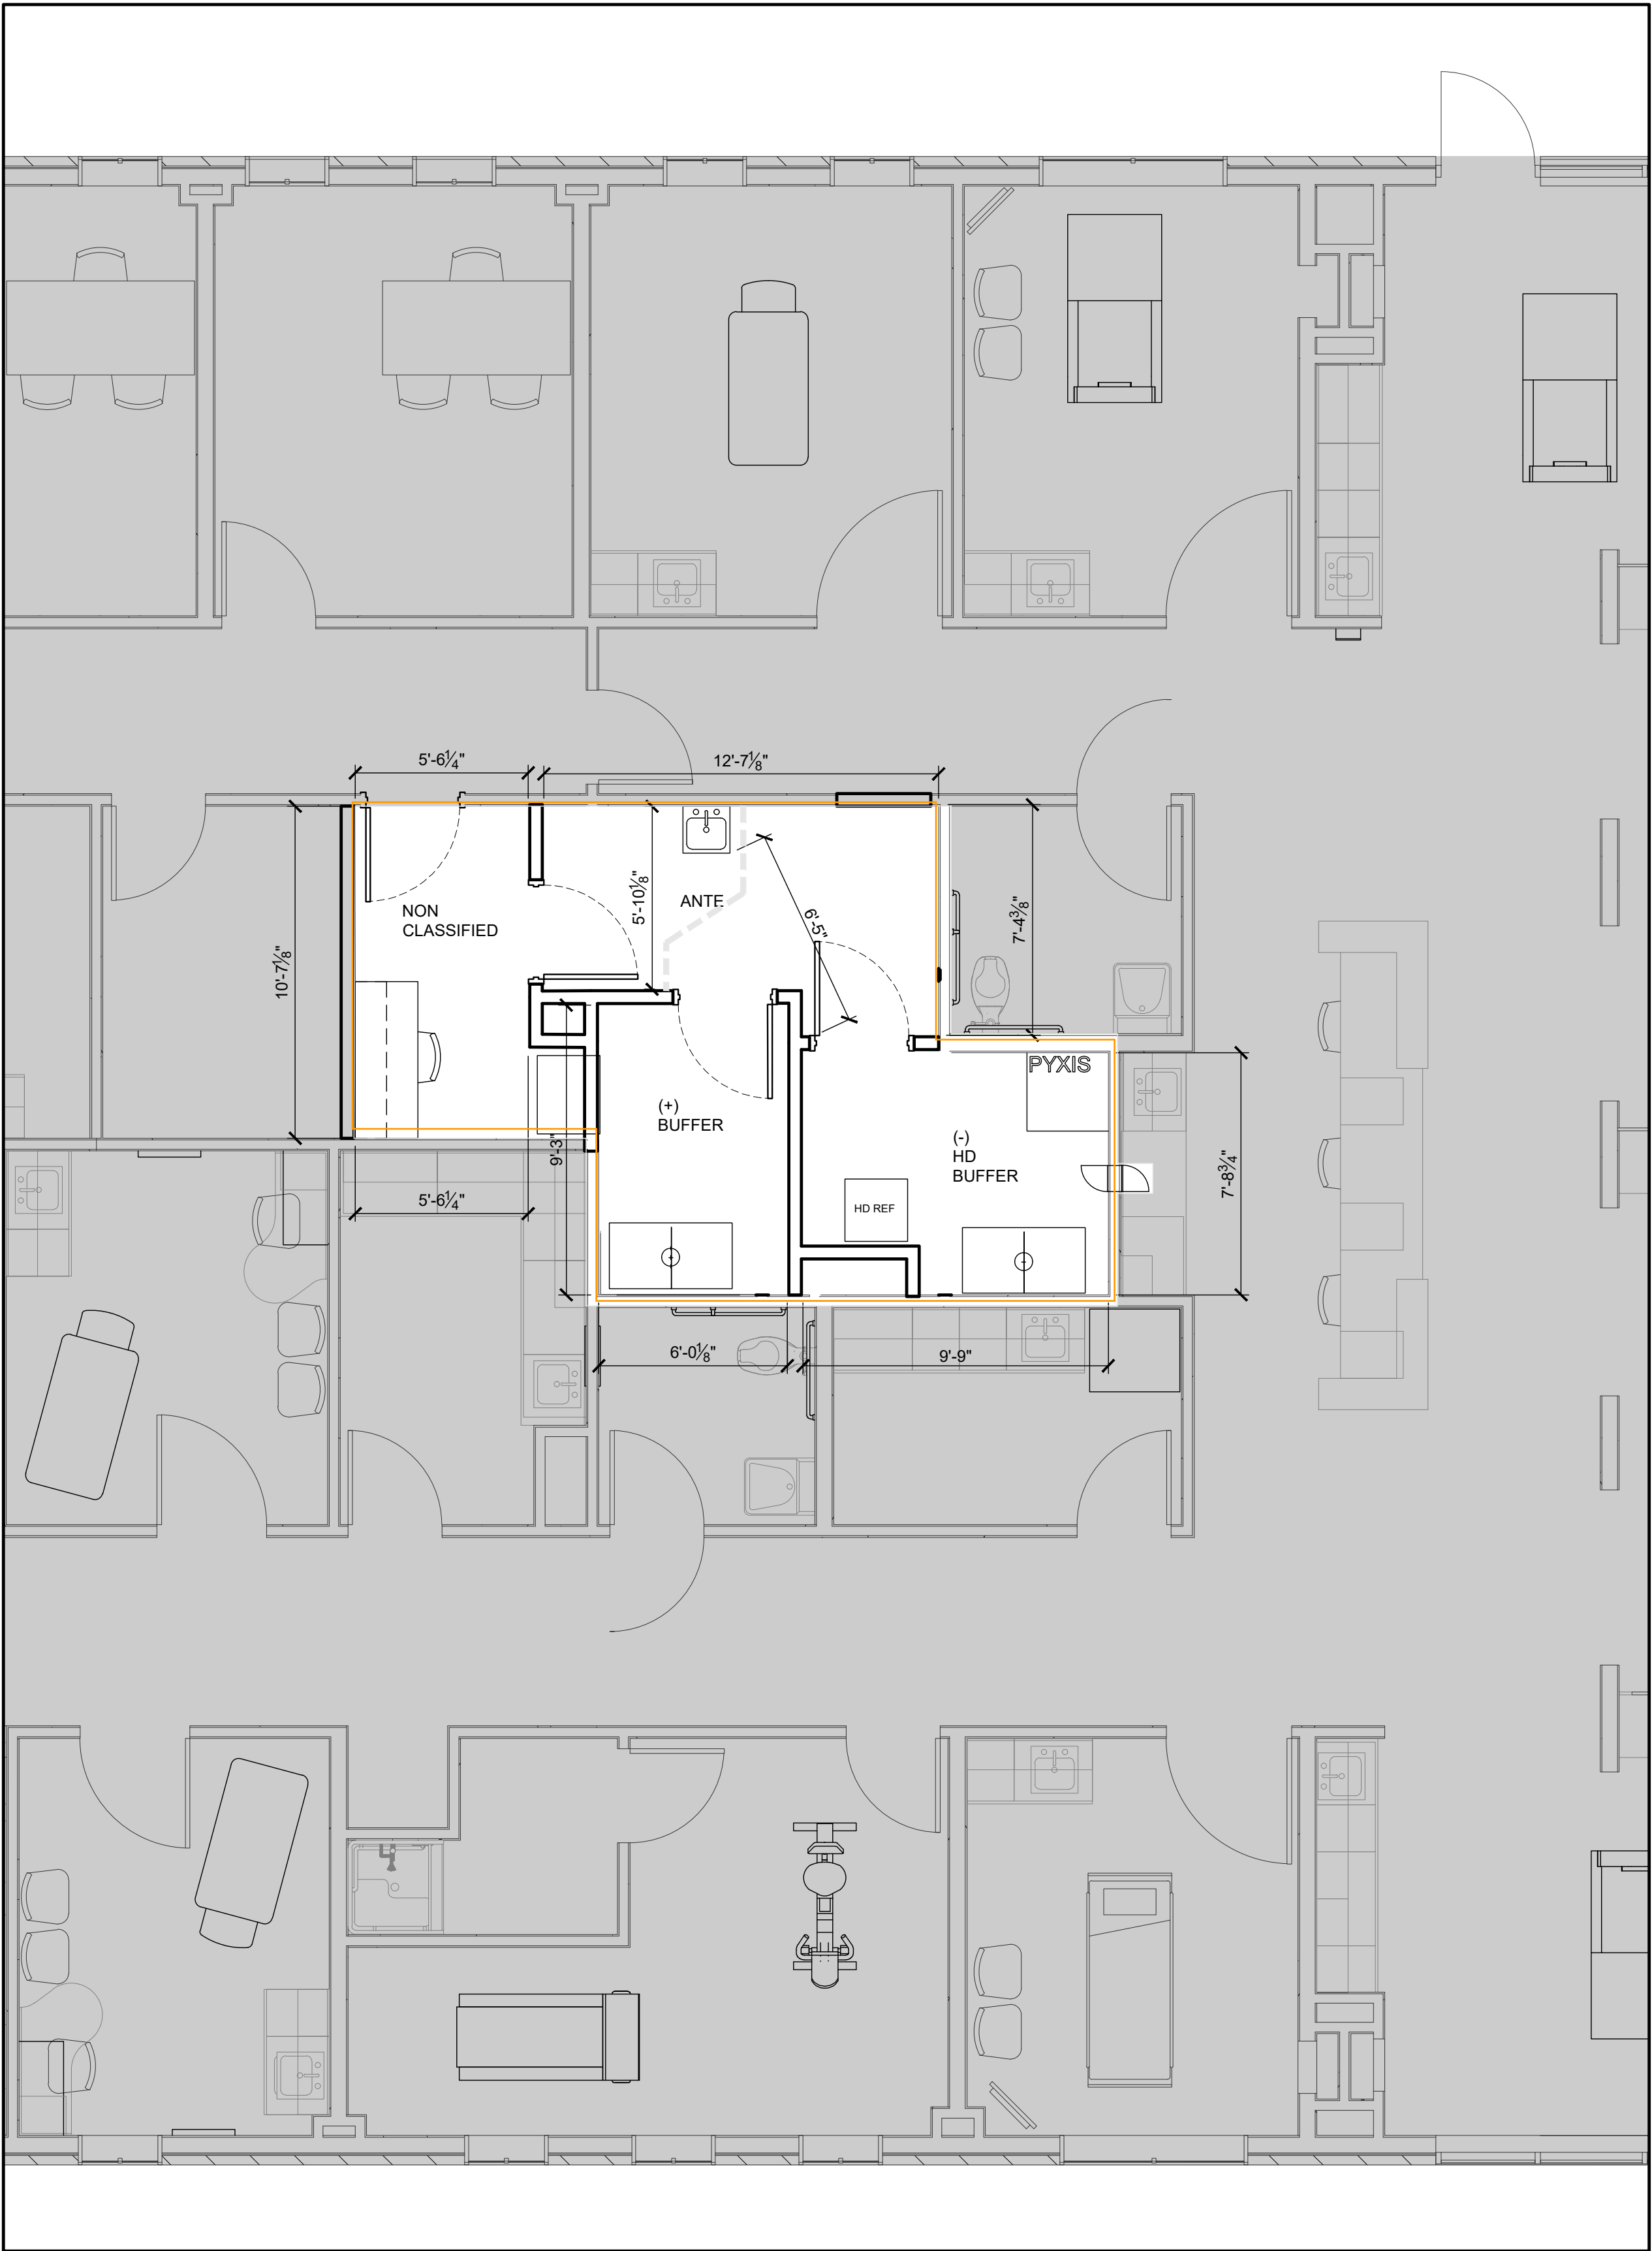 5'-6¼"
12'-7⅛"
5'-10⅛"
ANTE
6'-5"
7'-4⅜"
NON
CLASSIFIED
10'-7⅛"
PYXIS
(+)
BUFFER
(-)
HD
BUFFER
9'-3"
7'-8¾"
5'-6¼"
HD REF
6'-0⅛"
9'-9"